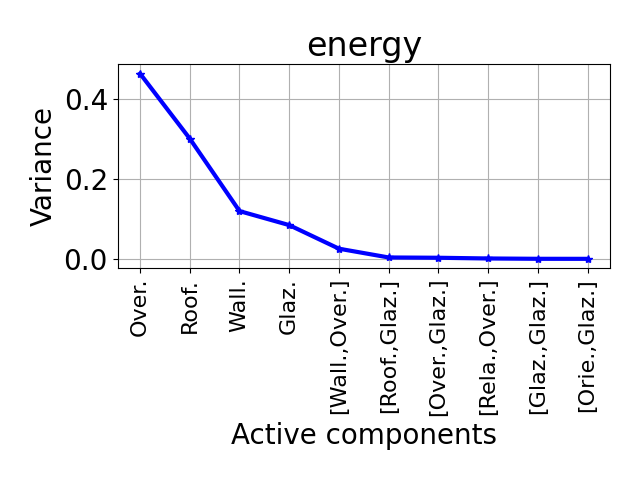 energy
Variance
0.4
0.2
0.0
Over.
Roof.
Wall.
Glaz.
[Wall.,Over.]
[Roof.,Glaz.]
[Over.,Glaz.]
[Rela.,Over.]
[Glaz.,Glaz.]
[Orie.,Glaz.]
Active components